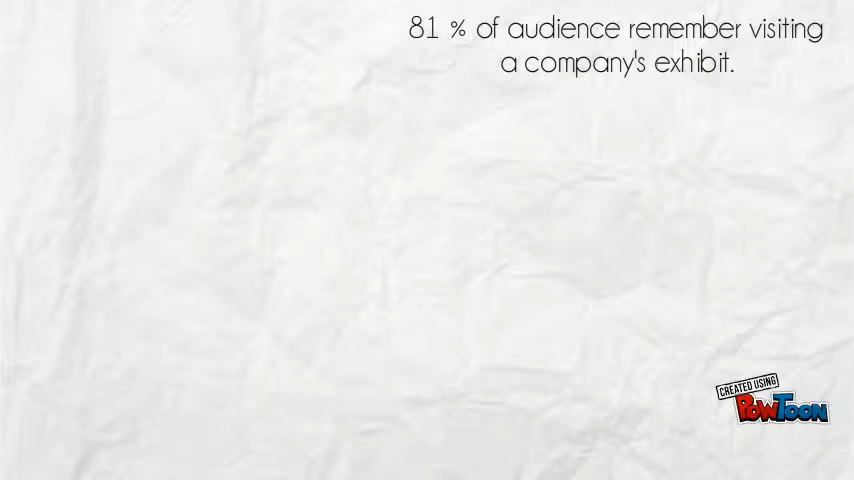 81 % of audience remember visiting
a company's exhibit.
CREATED USING
POWTOON